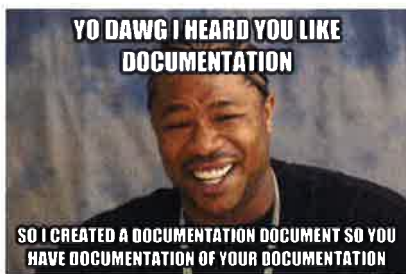 YO DAWG I HEARD YOU LIKE
DOCUMENTATION
SO I CREATED A DOCUMENTATION DOCUMENT SO YOU
HAVE DOCUMENTATION OF YOUR DOCUMENTATION